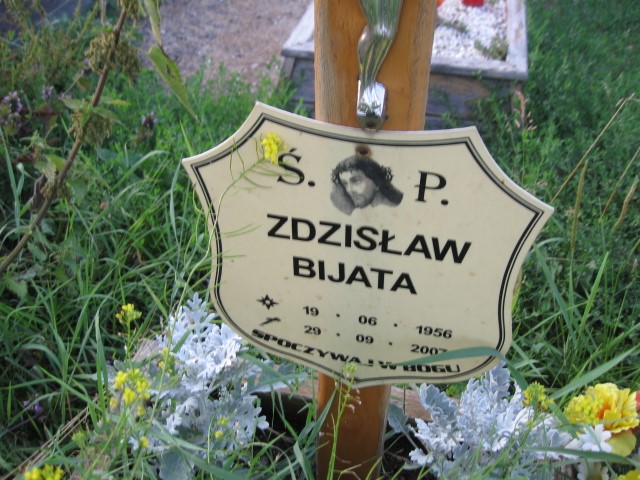 Ś. P.
ZDZISŁAW
BIJATA
19 · 06 · 1956
29 · 09 ·
SPOCZYWAJ W BOGU